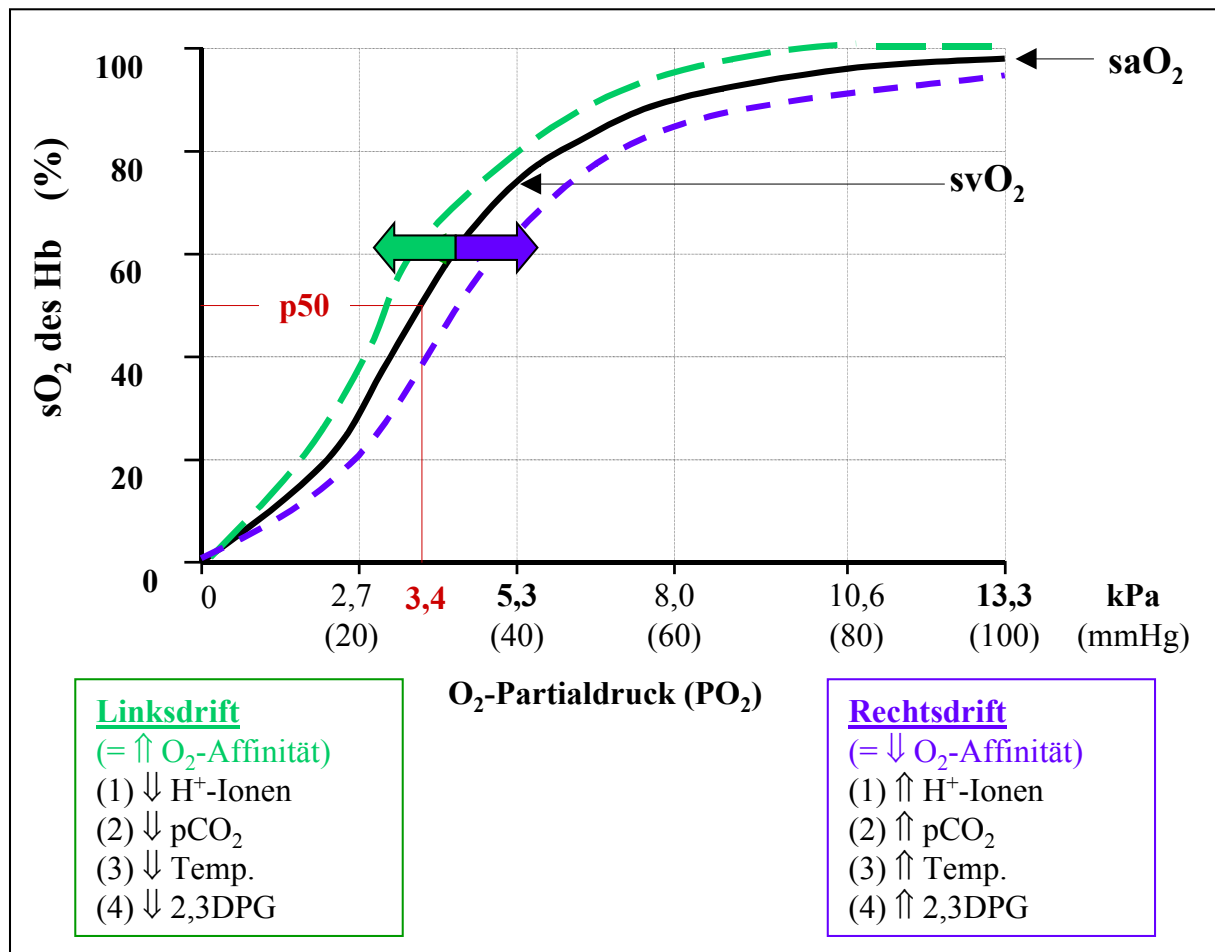 sO₂ des Hb (%)
100
80
60
40
20
0
saO₂
svO₂
p50
0 2,7 3,4 5,3 8,0 10,6 13,3 kPa
(20) (40) (60) (80) (100) (mmHg)
O₂-Partialdruck (PO₂)
Linksdrift
(= ⇑ O₂-Affinität)
(1) ⇓ H⁺-Ionen
(2) ⇓ pCO₂
(3) ⇓ Temp.
(4) ⇓ 2,3DPG
Rechtsdrift
(= ⇓ O₂-Affinität)
(1) ⇑ H⁺-Ionen
(2) ⇑ pCO₂
(3) ⇑ Temp.
(4) ⇑ 2,3DPG